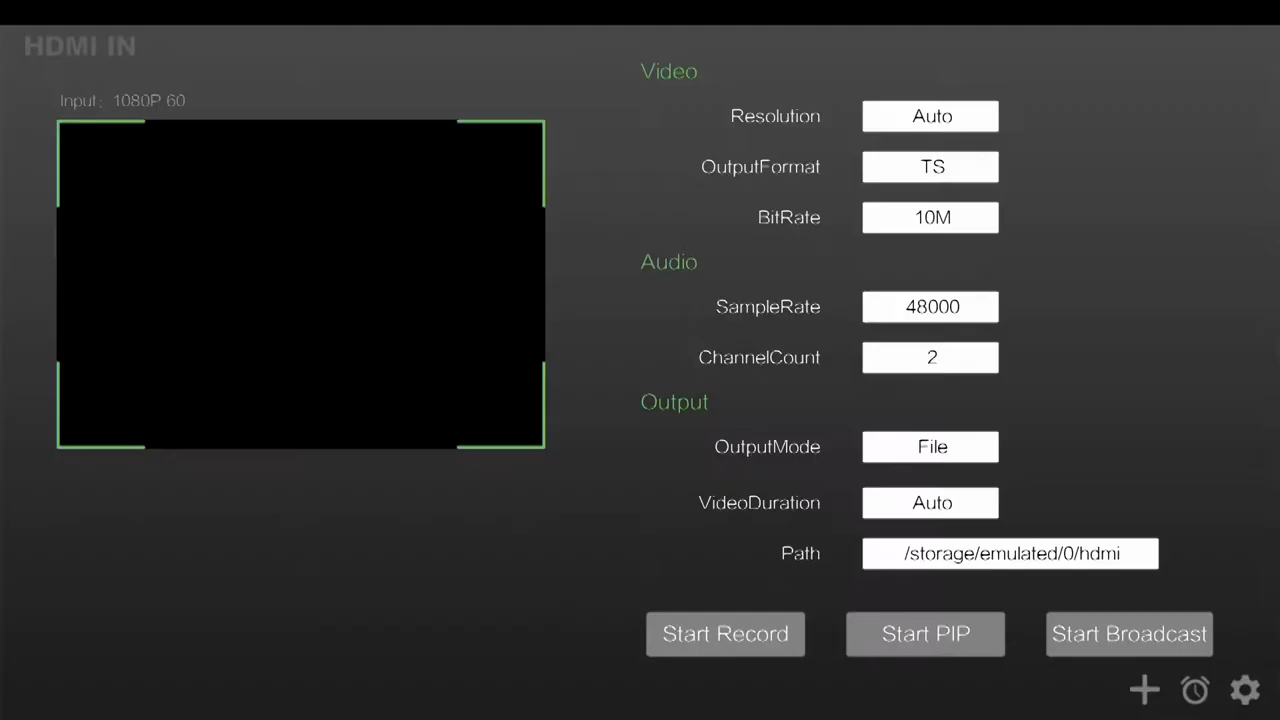 HDMI IN
Input: 1080P 60
Video
Resolution Auto
OutputFormat TS
BitRate 10M
Audio
SampleRate 48000
ChannelCount 2
Output
OutputMode File
VideoDuration Auto
Path /storage/emulated/0/hdmi
Start Record Start PIP Start Broadcast